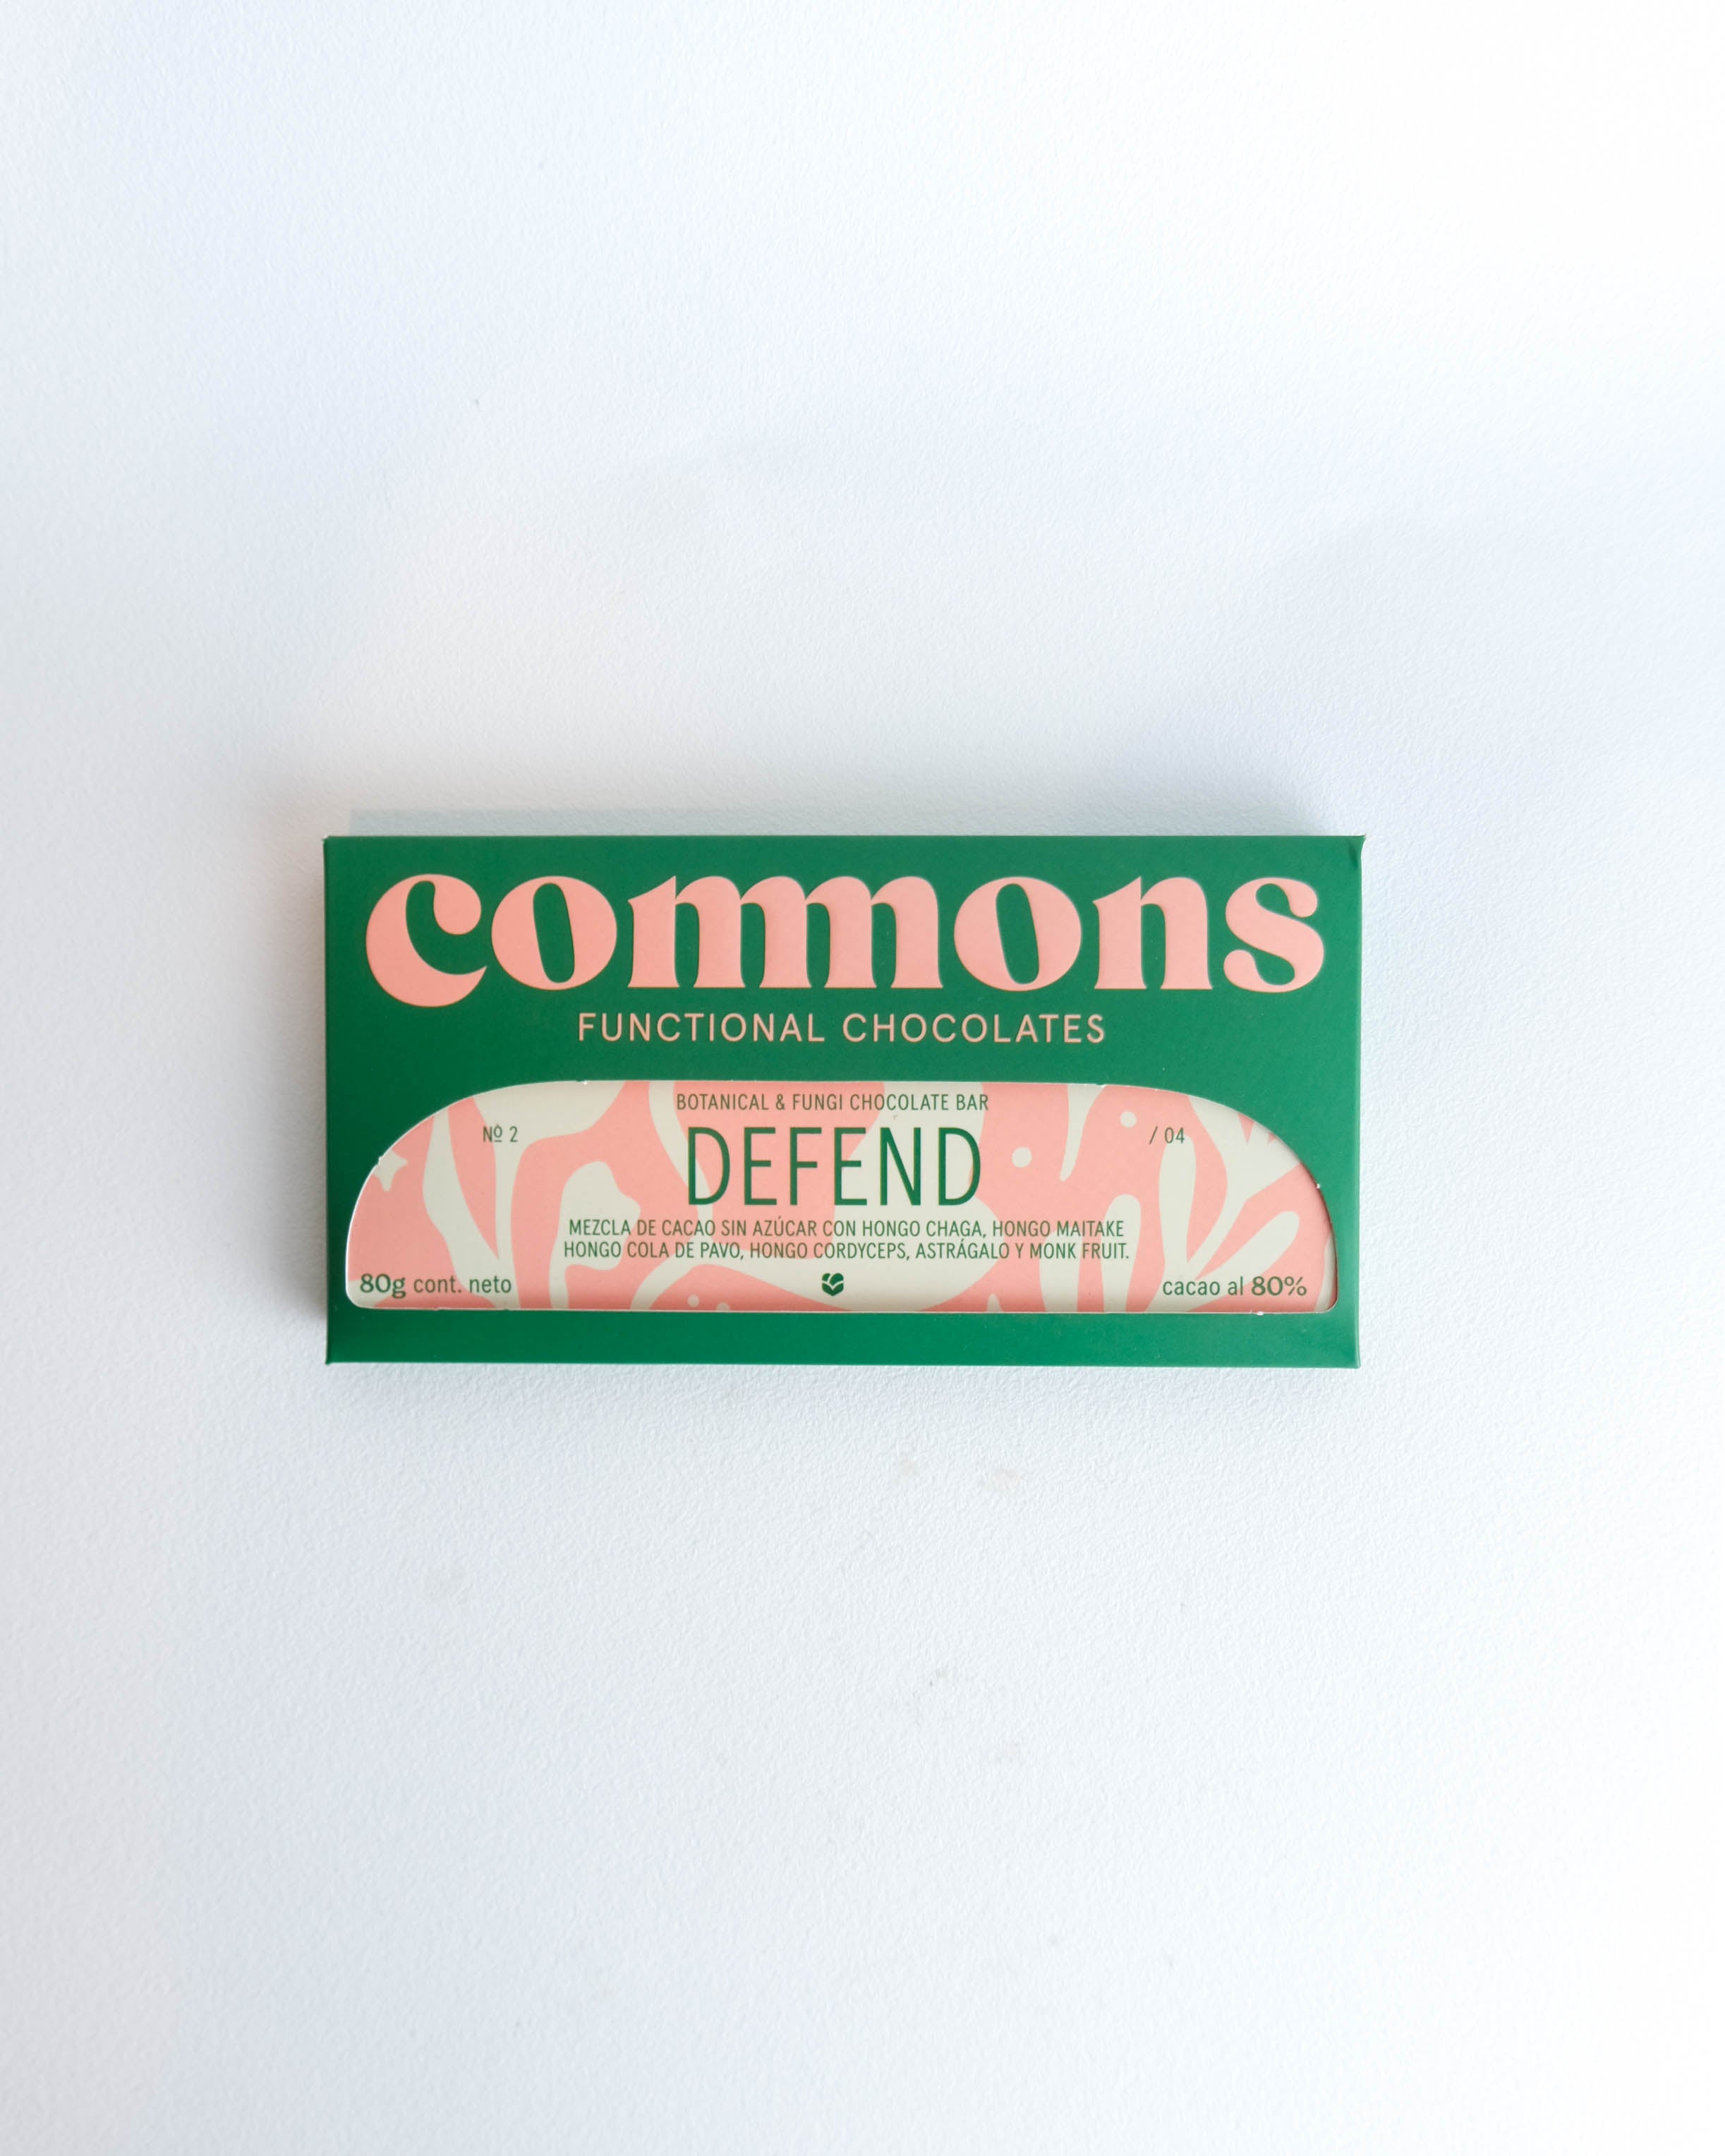 commons
FUNCTIONAL CHOCOLATES
BOTANICAL & FUNGI CHOCOLATE BAR
Nº 2
DEFEND
/ 04
MEZCLA DE CACAO SIN AZÚCAR CON HONGO CHAGA, HONGO MAITAKE
HONGO COLA DE PAVO, HONGO CORDYCEPS, ASTRÁGALO Y MONK FRUIT.
80g cont. neto
cacao al 80%